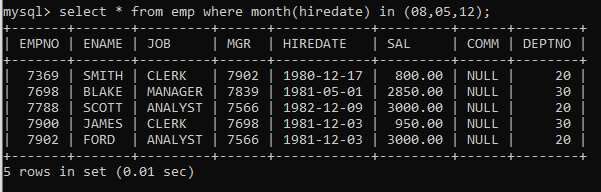 mysql> select * from emp where month(hiredate) in (08,05,12);
+-------+-------+---------+------+------------+---------+------+--------+
| EMPNO | ENAME | JOB     | MGR  | HIREDATE   | SAL     | COMM | DEPTNO |
+-------+-------+---------+------+------------+---------+------+--------+
|  7369 | SMITH | CLERK   | 7902 | 1980-12-17 |  800.00 | NULL |     20 |
|  7698 | BLAKE | MANAGER | 7839 | 1981-05-01 | 2850.00 | NULL |     30 |
|  7788 | SCOTT | ANALYST | 7566 | 1982-12-09 | 3000.00 | NULL |     20 |
|  7900 | JAMES | CLERK   | 7698 | 1981-12-03 |  950.00 | NULL |     30 |
|  7902 | FORD  | ANALYST | 7566 | 1981-12-03 | 3000.00 | NULL |     20 |
+-------+-------+---------+------+------------+---------+------+--------+
5 rows in set (0.01 sec)